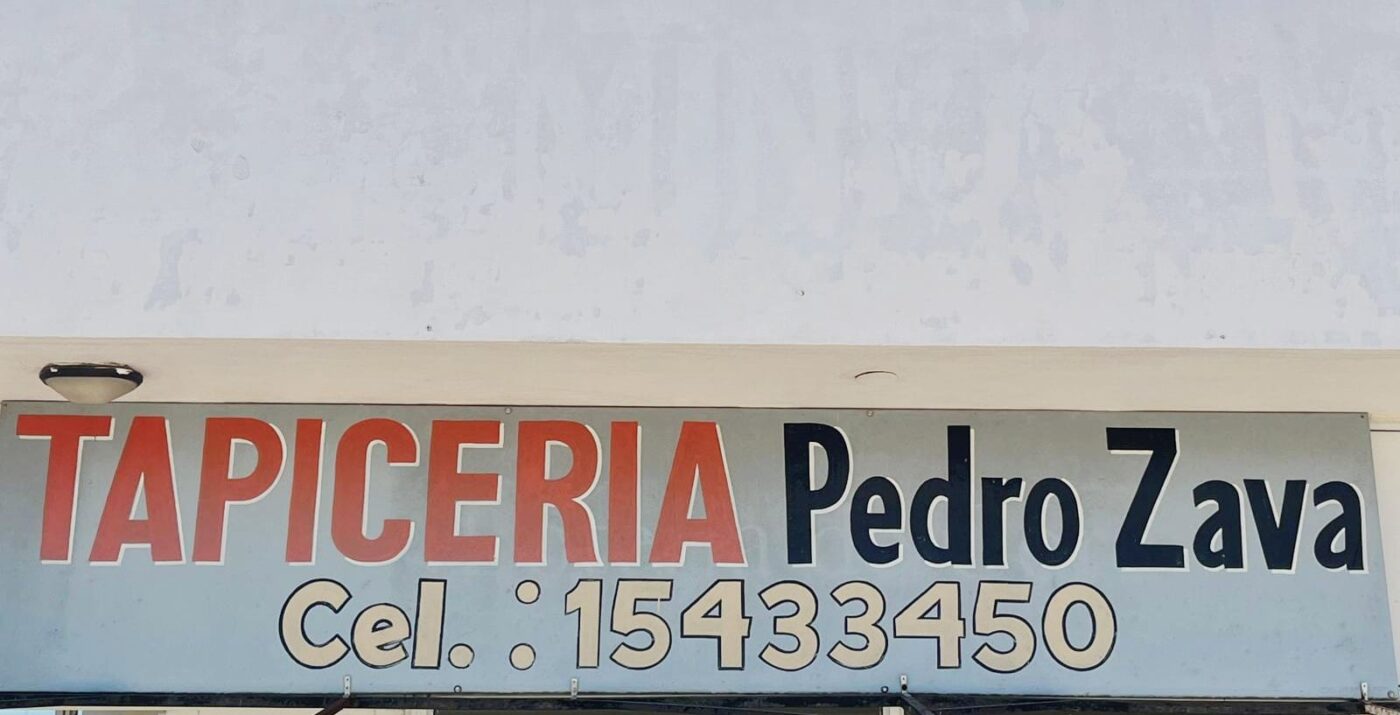 TAPICERIA Pedro Zava
Cel. : 15433450